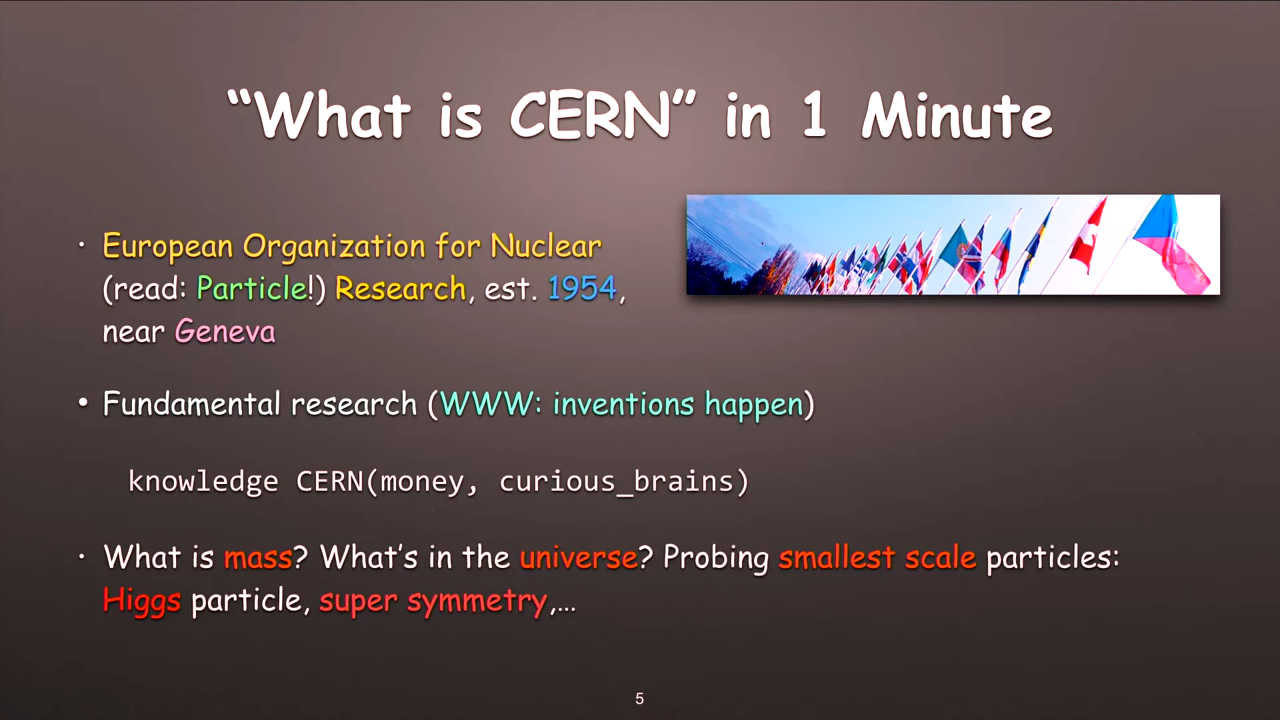 “What is CERN” in 1 Minute
• European Organization for Nuclear
(read: Particle!) Research, est. 1954,
near Geneva
• Fundamental research (WWW: inventions happen)
knowledge CERN(money, curious_brains)
• What is mass? What’s in the universe? Probing smallest scale particles:
Higgs particle, super symmetry,…
5